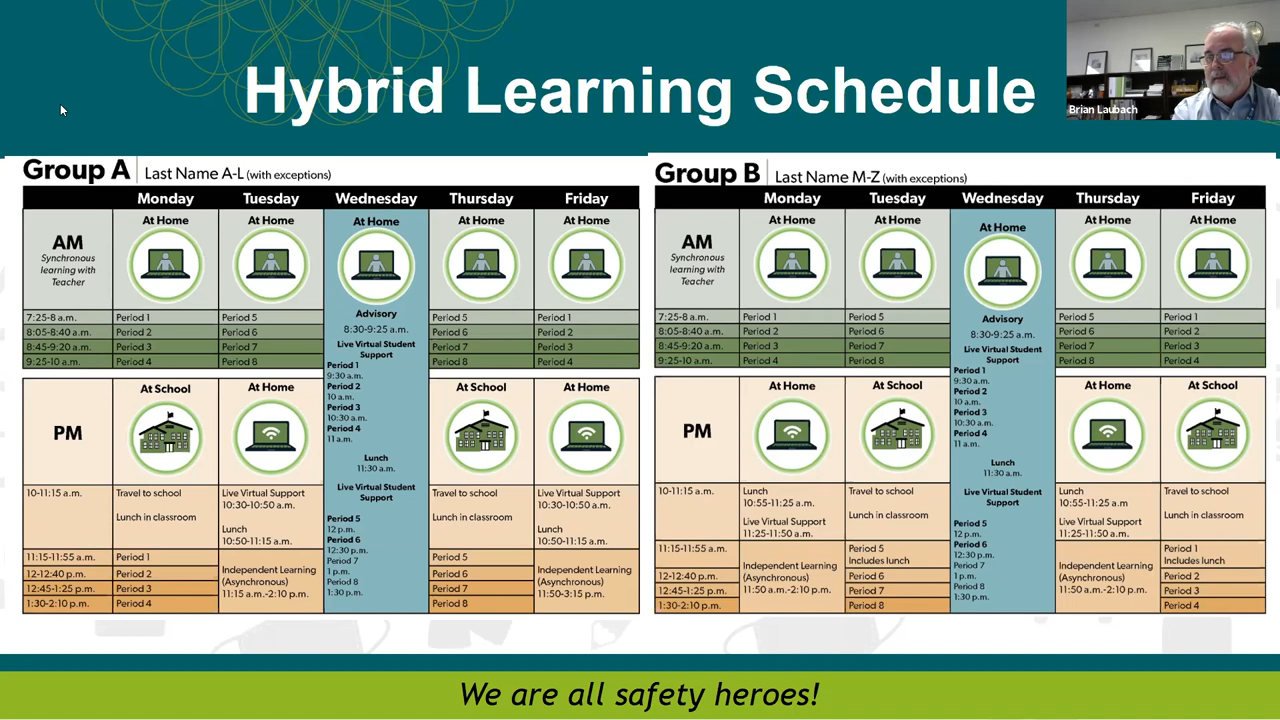 Hybrid Learning Schedule
Brian Laubach
Group A | Last Name A-L (with exceptions)
Monday Tuesday Wednesday Thursday Friday
AM
Synchronous
learning with
Teacher
At Home At Home At Home At Home At Home
7:25-8 a.m. Period 1 Period 5 Period 5 Period 1
8:05-8:40 a.m. Period 2 Period 6 Period 6 Period 2
8:45-9:20 a.m. Period 3 Period 7 Period 7 Period 3
9:25-10 a.m. Period 4 Period 8 Period 8 Period 4
Advisory
8:30-9:25 a.m.
Live Virtual Student
Support
Period 1
9:30 a.m.
Period 2
10 a.m.
Period 3
10:30 a.m.
Period 4
11 a.m.
Lunch
11:30 a.m.
Live Virtual Student
Support
Period 5
12 p.m.
Period 6
12:30 p.m.
Period 7
1 p.m.
Period 8
1:30 p.m.
PM
At School At Home At School At Home
10-11:15 a.m.
Travel to school
Lunch in classroom
Live Virtual Support
10:30-10:50 a.m.
Lunch
10:50-11:15 a.m.
Travel to school
Lunch in classroom
Live Virtual Support
10:30-10:50 a.m.
Lunch
10:50-11:15 a.m.
11:15-11:55 a.m. Period 1 Period 5
12-12:40 p.m. Period 2 Period 6
12:45-1:25 p.m. Period 3 Period 7
1:30-2:10 p.m. Period 4 Period 8
Independent Learning
(Asynchronous)
11:15 a.m.-2:10 p.m.
Independent Learning
(Asynchronous)
11:50-3:15 p.m.
Group B | Last Name M-Z (with exceptions)
Monday Tuesday Wednesday Thursday Friday
AM
Synchronous
learning with
Teacher
At Home At Home At Home At Home At Home
7:25-8 a.m. Period 1 Period 5 Period 5 Period 1
8:05-8:40 a.m. Period 2 Period 6 Period 6 Period 2
8:45-9:20 a.m. Period 3 Period 7 Period 7 Period 3
9:25-10 a.m. Period 4 Period 8 Period 8 Period 4
Advisory
8:30-9:25 a.m.
Live Virtual Student
Support
Period 1
9:30 a.m.
Period 2
10 a.m.
Period 3
10:30 a.m.
Period 4
11 a.m.
Lunch
11:30 a.m.
Live Virtual Student
Support
Period 5
12 p.m.
Period 6
12:30 p.m.
Period 7
1 p.m.
Period 8
1:30 p.m.
PM
At Home At School At Home At School
10-11:15 a.m.
Lunch
10:55-11:25 a.m.
Live Virtual Support
11:25-11:50 a.m.
Travel to school
Lunch in classroom
Lunch
10:55-11:25 a.m.
Live Virtual Support
11:25-11:50 a.m.
Travel to school
Lunch in classroom
11:15-11:55 a.m. Period 5 Period 1
Includes lunch Includes lunch
12-12:40 p.m. Period 6 Period 2
12:45-1:25 p.m. Period 7 Period 3
1:30-2:10 p.m. Period 8 Period 4
Independent Learning
(Asynchronous)
11:50 a.m.-2:10 p.m.
Independent Learning
(Asynchronous)
11:50 a.m.-2:10 p.m.
We are all safety heroes!